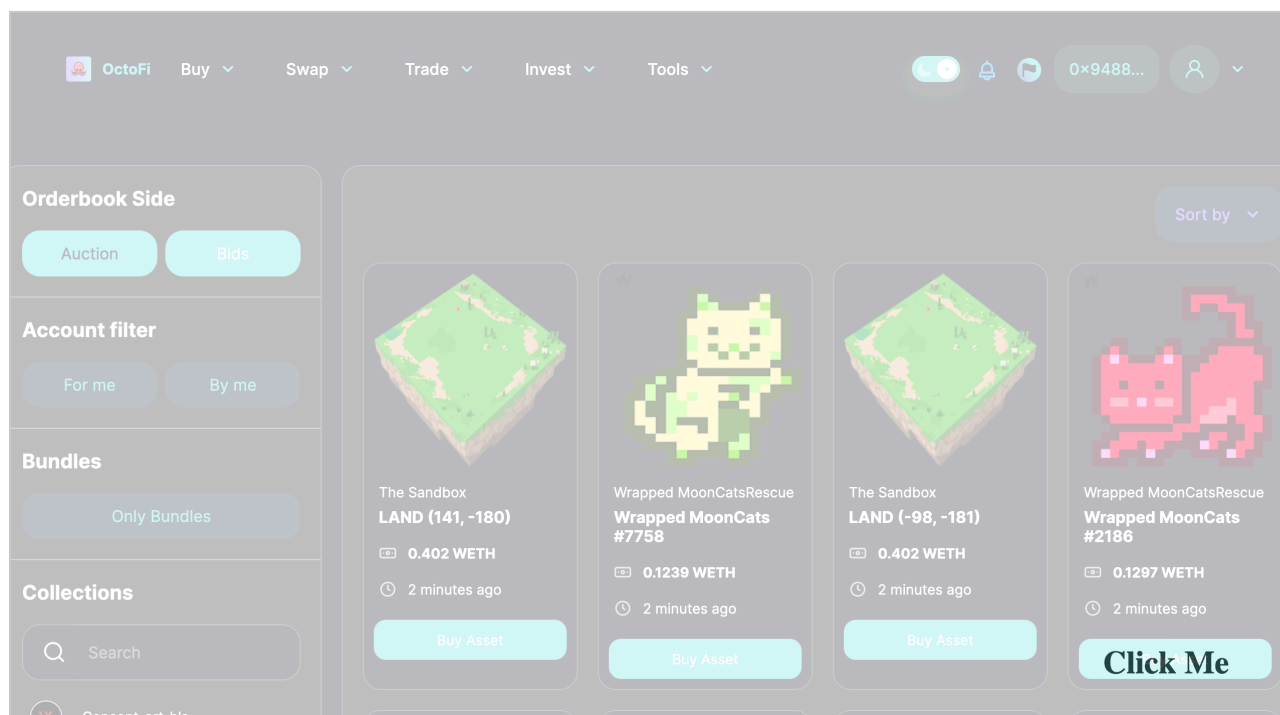 OctoFi Buy Swap Trade Invest Tools 0×9488...
Orderbook Side
Auction Bids
Sort by
Account filter
For me By me
Bundles
Only Bundles
Collections
Search
The Sandbox
LAND (141, -180)
0.402 WETH
2 minutes ago
Buy Asset
Wrapped MoonCatsRescue
Wrapped MoonCats
#7758
0.1239 WETH
2 minutes ago
Buy Asset
The Sandbox
LAND (-98, -181)
0.402 WETH
2 minutes ago
Buy Asset
Wrapped MoonCatsRescue
Wrapped MoonCats
#2186
0.1297 WETH
2 minutes ago
Click Me